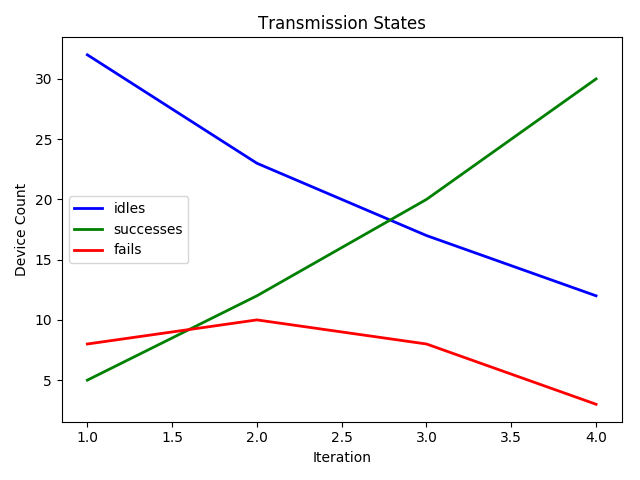 Transmission States
30
25
20
15
10
5
Device Count
idles
successes
fails
1.0 1.5 2.0 2.5 3.0 3.5 4.0
Iteration